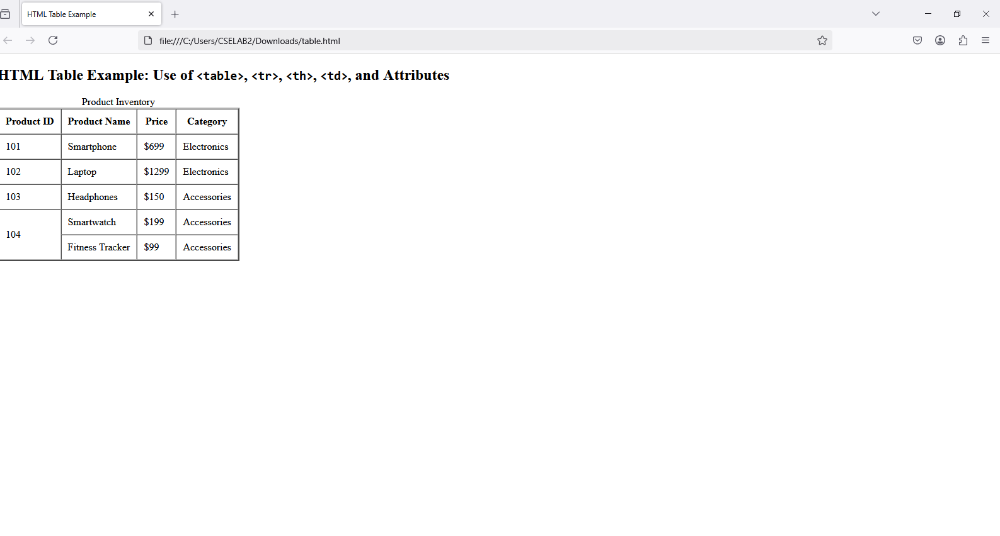 HTML Table Example
file:///C:/Users/CSELAB2/Downloads/table.html
HTML Table Example: Use of <table>, <tr>, <th>, <td>, and Attributes
Product Inventory
Product ID Product Name Price Category
101 Smartphone $699 Electronics
102 Laptop $1299 Electronics
103 Headphones $150 Accessories
104 Smartwatch $199 Accessories
Fitness Tracker $99 Accessories